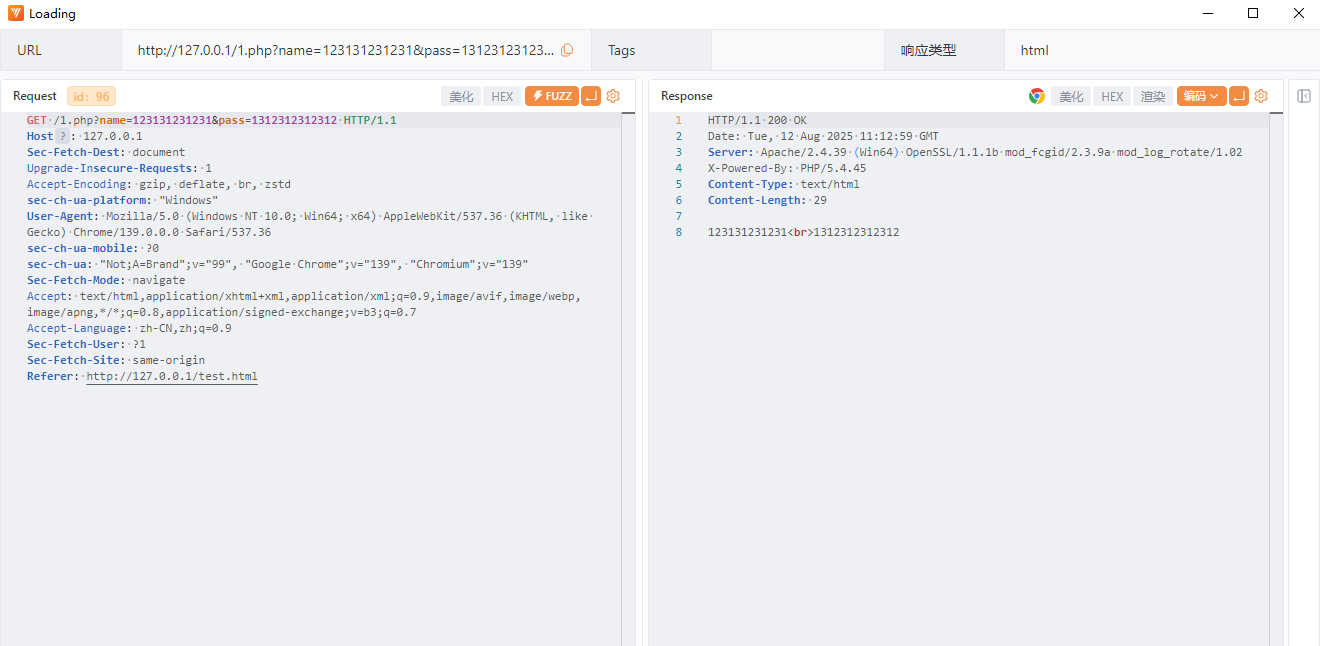 Loading
URL
http://127.0.0.1/1.php?name=123131231231&pass=13123123123...
Tags
响应类型
html
Request
id: 96
美化
HEX
FUZZ
Response
美化
HEX
渲染
编码
GET /1.php?name=123131231231&pass=1312312312312 HTTP/1.1
Host ? : 127.0.0.1
Sec-Fetch-Dest: document
Upgrade-Insecure-Requests: 1
Accept-Encoding: gzip, deflate, br, zstd
sec-ch-ua-platform: "Windows"
User-Agent: Mozilla/5.0 (Windows NT 10.0; Win64; x64) AppleWebKit/537.36 (KHTML, like
Gecko) Chrome/139.0.0.0 Safari/537.36
sec-ch-ua-mobile: ?0
sec-ch-ua: "Not;A=Brand";v="99", "Google Chrome";v="139", "Chromium";v="139"
Sec-Fetch-Mode: navigate
Accept: text/html,application/xhtml+xml,application/xml;q=0.9,image/avif,image/webp,
image/apng,*/*;q=0.8,application/signed-exchange;v=b3;q=0.7
Accept-Language: zh-CN,zh;q=0.9
Sec-Fetch-User: ?1
Sec-Fetch-Site: same-origin
Referer: http://127.0.0.1/test.html
1 HTTP/1.1 200 OK
2 Date: Tue, 12 Aug 2025 11:12:59 GMT
3 Server: Apache/2.4.39 (Win64) OpenSSL/1.1.1b mod_fcgid/2.3.9a mod_log_rotate/1.02
4 X-Powered-By: PHP/5.4.45
5 Content-Type: text/html
6 Content-Length: 29
7
8 123131231231<br>1312312312312